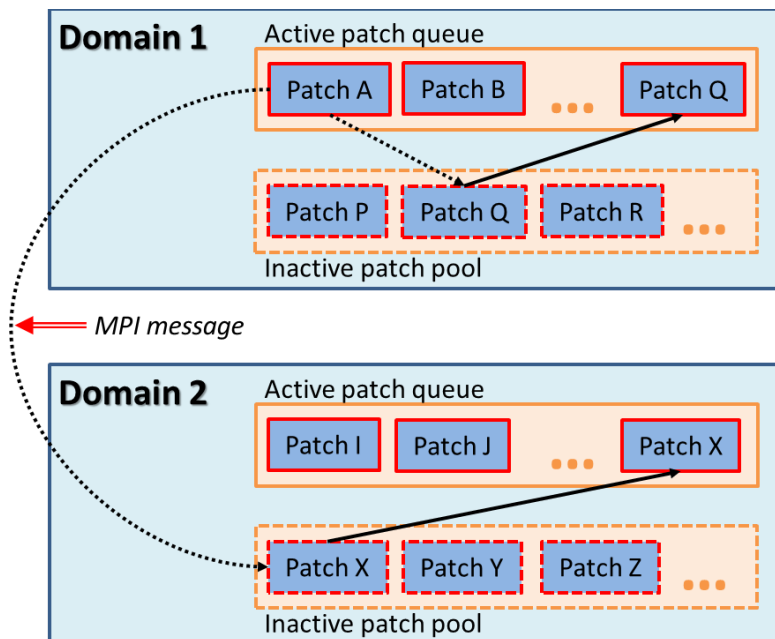 Domain 1
Active patch queue
Patch A
Patch B
...
Patch Q
Patch P
Patch Q
Patch R
...
Inactive patch pool
MPI message
Domain 2
Active patch queue
Patch I
Patch J
...
Patch X
Patch X
Patch Y
Patch Z
...
Inactive patch pool